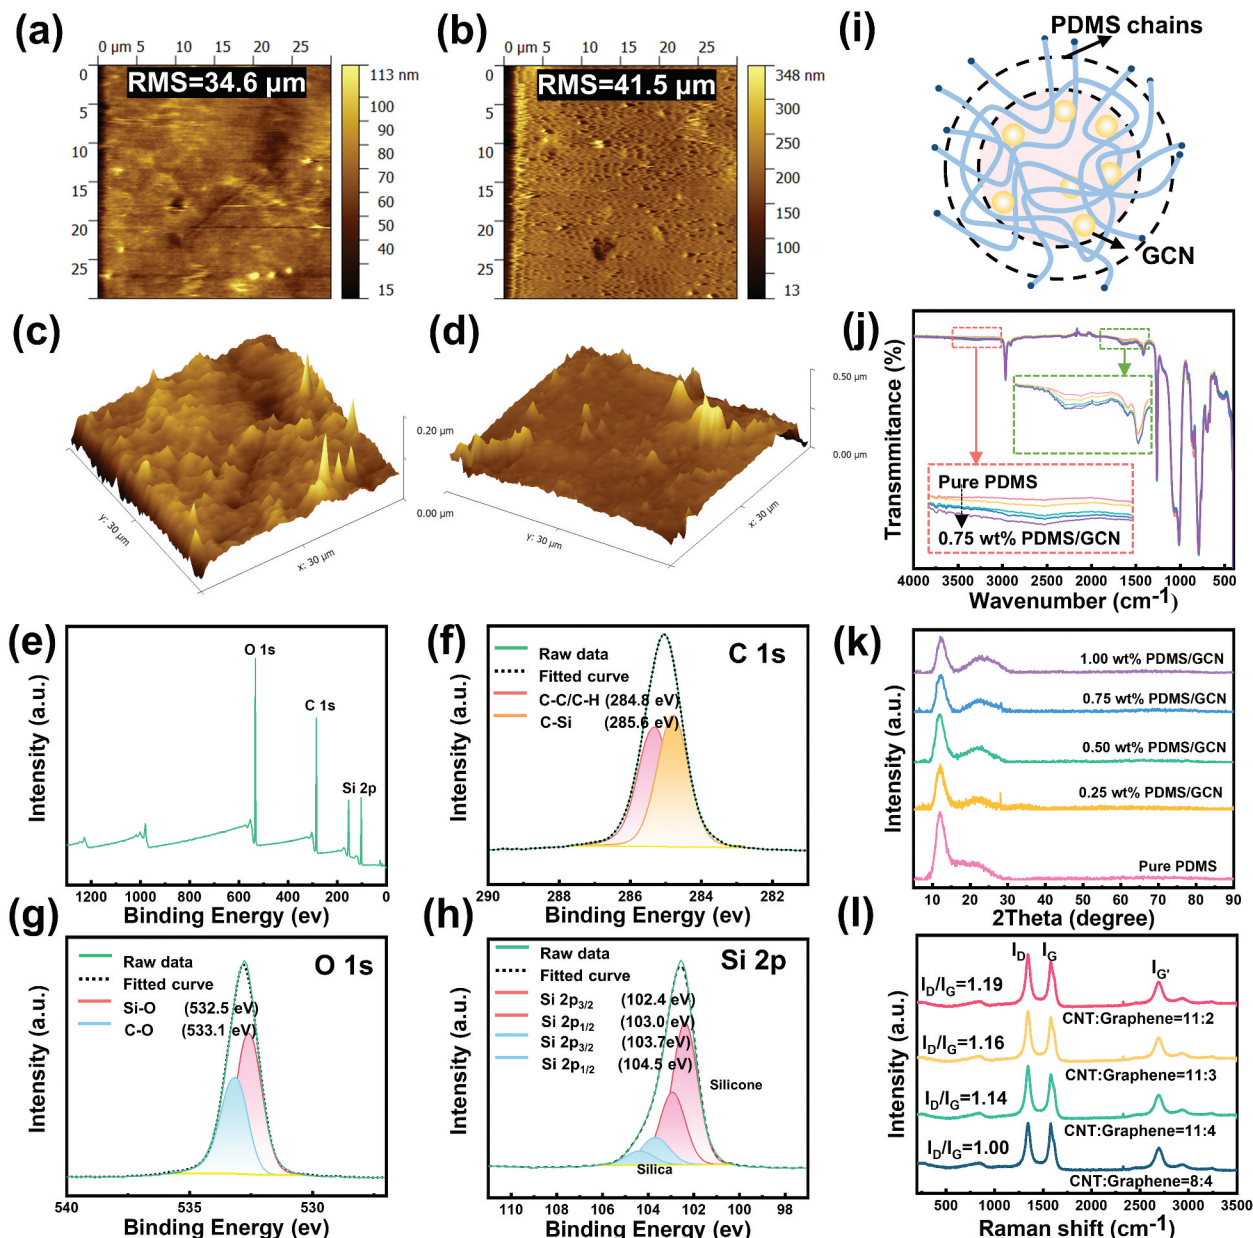 (a)
0 µm 5 10 15 20 25
0
5
10
15
20
25
RMS=34.6 µm
113 nm
100
90
80
70
60
50
40
15
(b)
0 µm 5 10 15 20 25
0
5
10
15
20
25
RMS=41.5 µm
348 nm
300
250
200
150
100
13
(i)
PDMS chains
GCN
(c)
0.20 µm
0.00 µm
y: 30 µm
x: 30 µm
(d)
0.50 µm
0.00 µm
y: 30 µm
x: 30 µm
(j)
Transmmitance (%)
Pure PDMS
0.75 wt% PDMS/GCN
4000 3500 3000 2500 2000 1500 1000 500
Wavenumber (cm-1)
(e)
Intensity (a.u.)
O 1s
C 1s
Si 2p
1200 1000 800 600 400 200 0
Binding Energy (ev)
(f)
Intensity (a.u.)
C 1s
Raw data
Fitted curve
C-C/C-H (284.8 eV)
C-Si (285.6 eV)
290 288 286 284 282
Binding Energy (ev)
(k)
Intensity (a.u.)
1.00 wt% PDMS/GCN
0.75 wt% PDMS/GCN
0.50 wt% PDMS/GCN
0.25 wt% PDMS/GCN
Pure PDMS
10 20 30 40 50 60 70 80 90
2Theta (degree)
(g)
Intensity (a.u.)
O 1s
Raw data
Fitted curve
Si-O (532.5 eV)
C-O (533.1 eV)
540 535 530
Binding Energy (ev)
(h)
Intensity (a.u.)
Si 2p
Raw data
Fitted curve
Si 2p3/2 (102.4 eV)
Si 2p1/2 (103.0 eV)
Si 2p3/2 (103.7eV)
Si 2p1/2 (104.5 eV)
Silicone
Silica
110 108 106 104 102 100 98
Binding Energy (ev)
(l)
Intensity (a.u.)
ID IG IG'
ID/IG=1.19
CNT:Graphene=11:2
ID/IG=1.16
CNT:Graphene=11:3
ID/IG=1.14
CNT:Graphene=11:4
ID/IG=1.00
CNT:Graphene=8:4
500 1000 1500 2000 2500 3000 3500
Raman shift (cm-1)